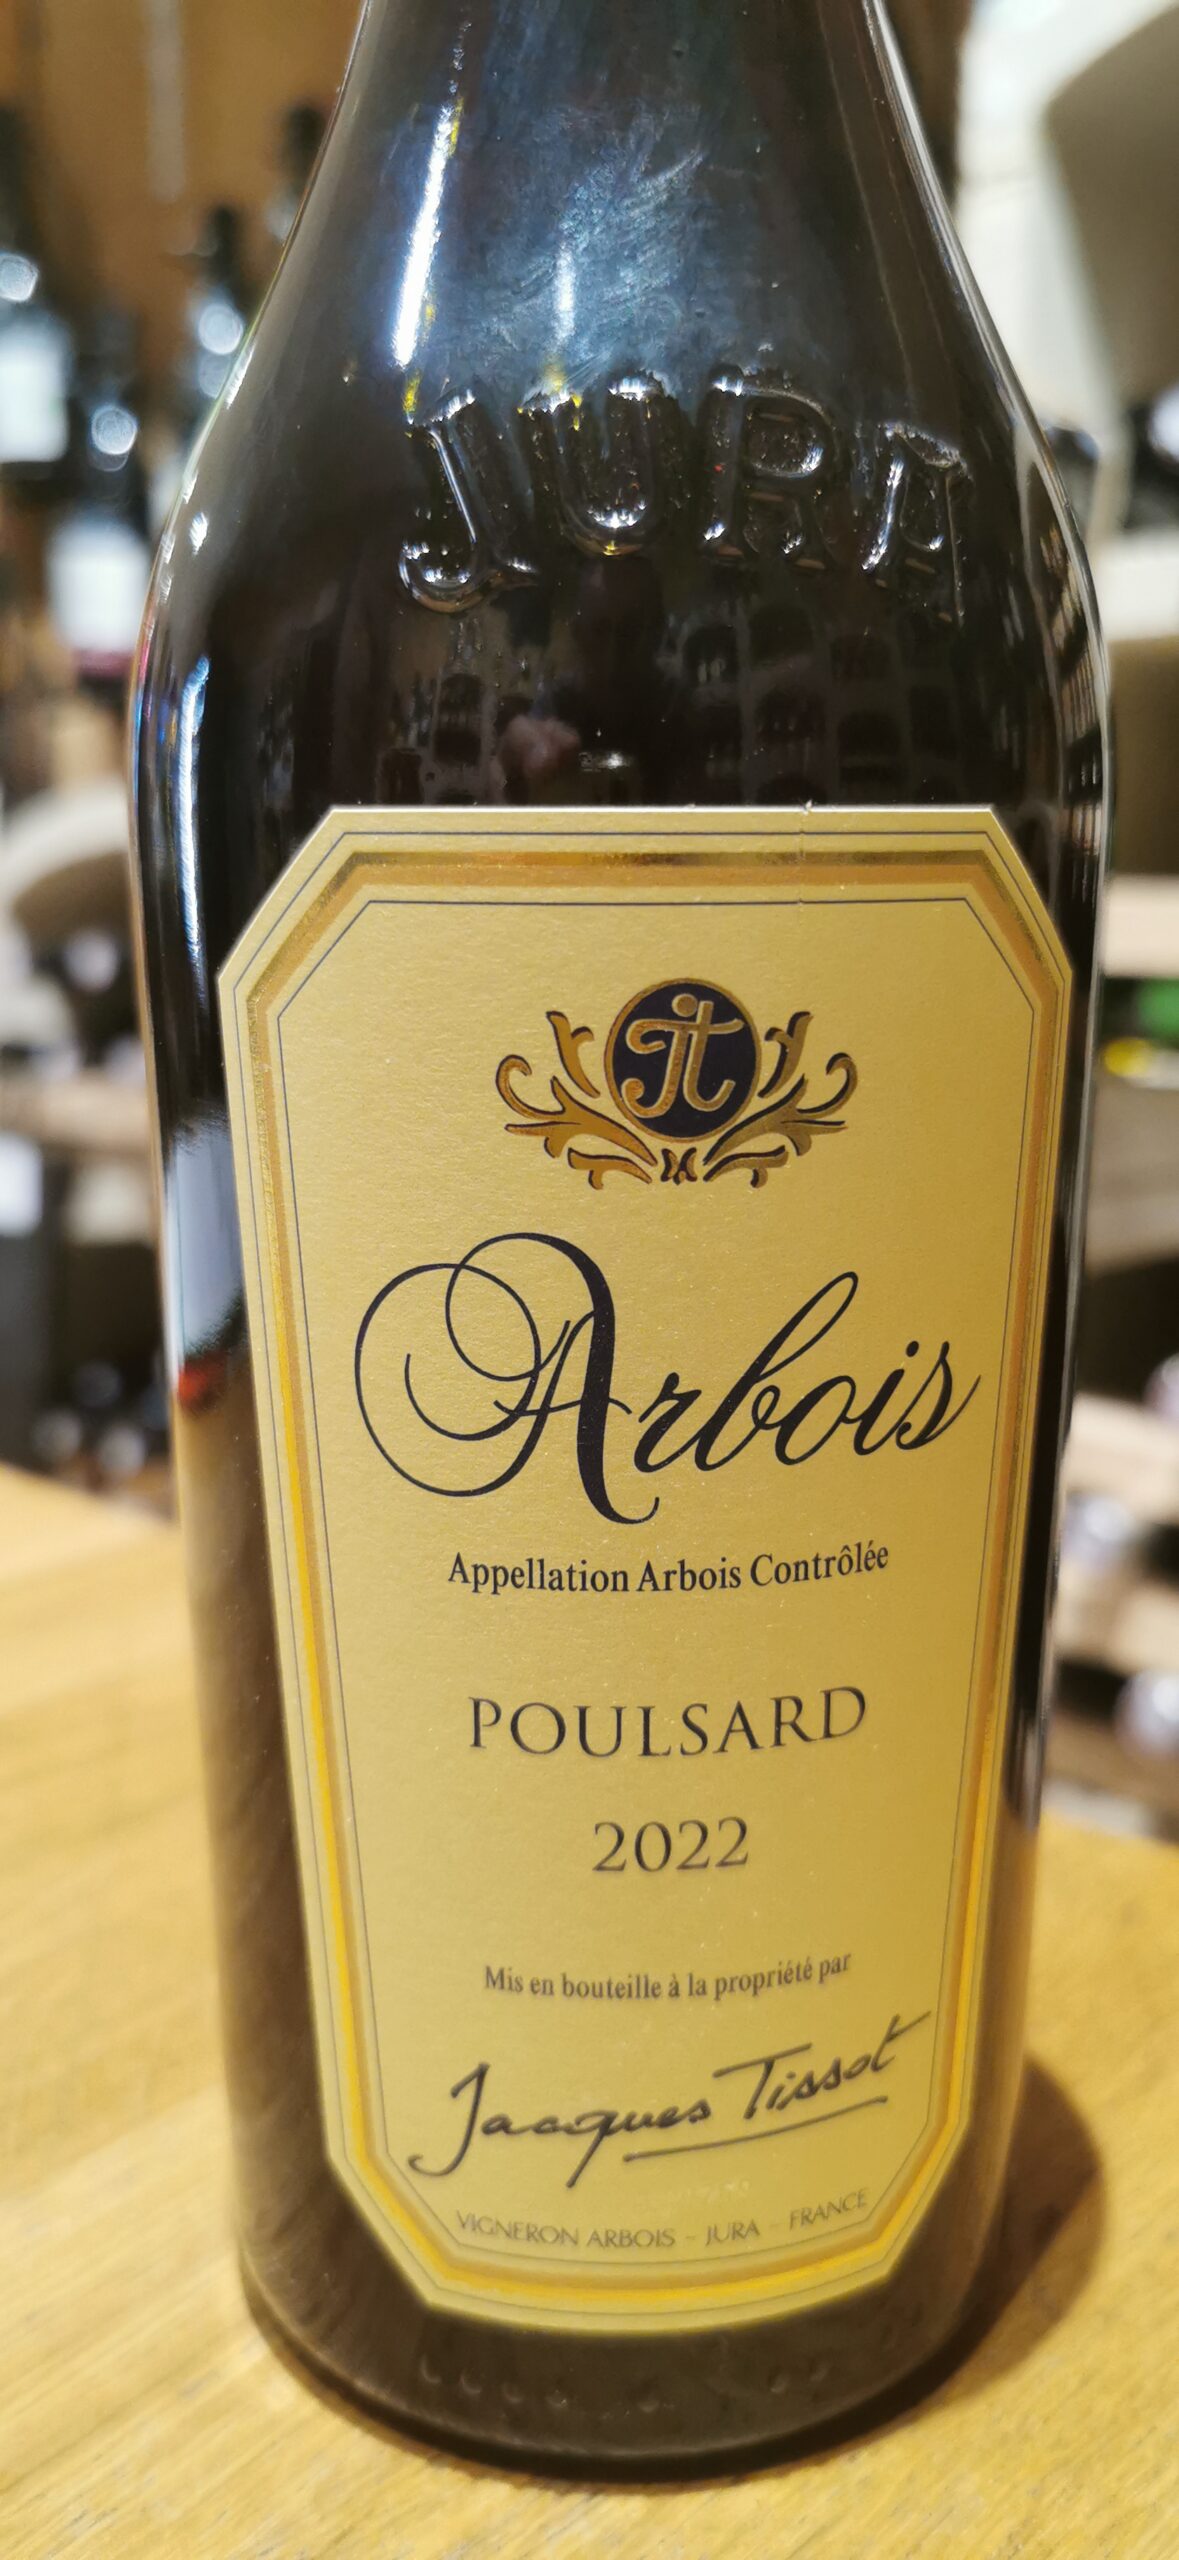 JURA
Jt
Arbois
Appellation Arbois Contrôlée
POULSARD
2022
Mis en bouteille à la propriété par
Jacques Tissot
VIGNERON ARBOIS - JURA - FRANCE